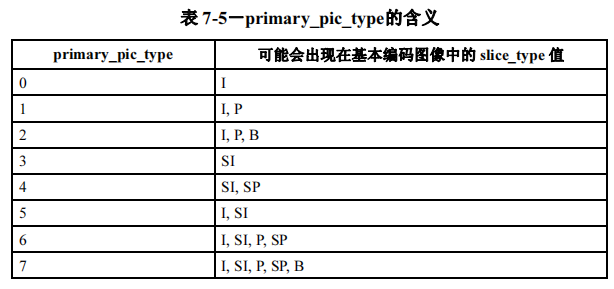 表 7-5－primary_pic_type的含义
primary_pic_type 可能会出现在基本编码图像中的 slice_type 值
0 I
1 I, P
2 I, P, B
3 SI
4 SI, SP
5 I, SI
6 I, SI, P, SP
7 I, SI, P, SP, B